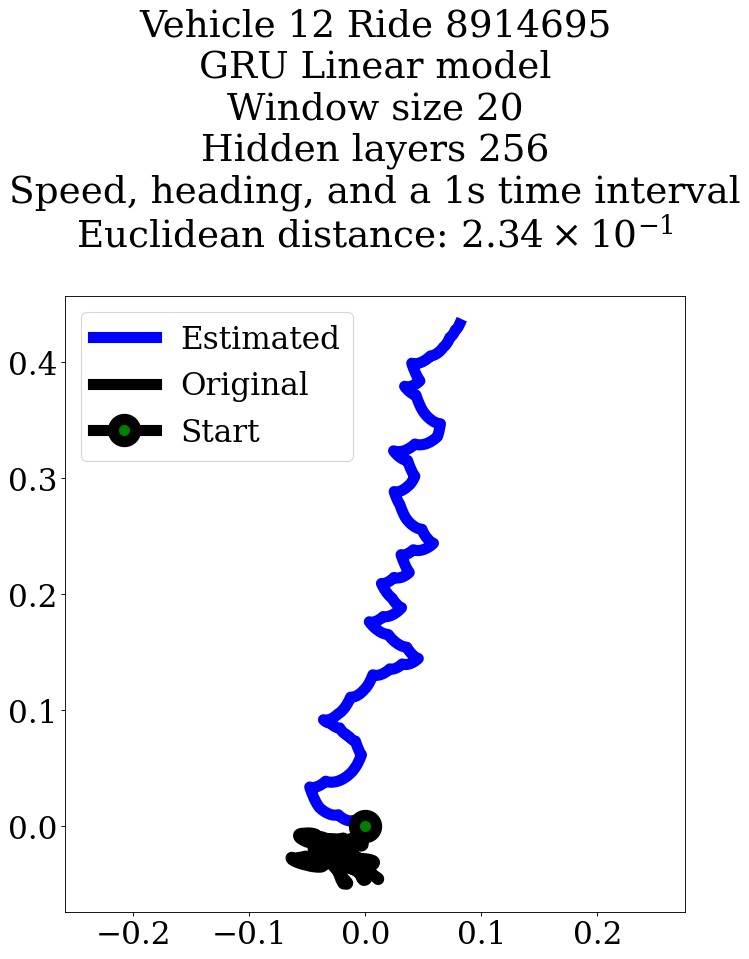 Vehicle 12 Ride 8914695
GRU Linear model
Window size 20
Hidden layers 256
Speed, heading, and a 1s time interval
Euclidean distance: 2.34 × 10⁻¹
Estimated
Original
Start
0.4
0.3
0.2
0.1
0.0
−0.2 −0.1 0.0 0.1 0.2